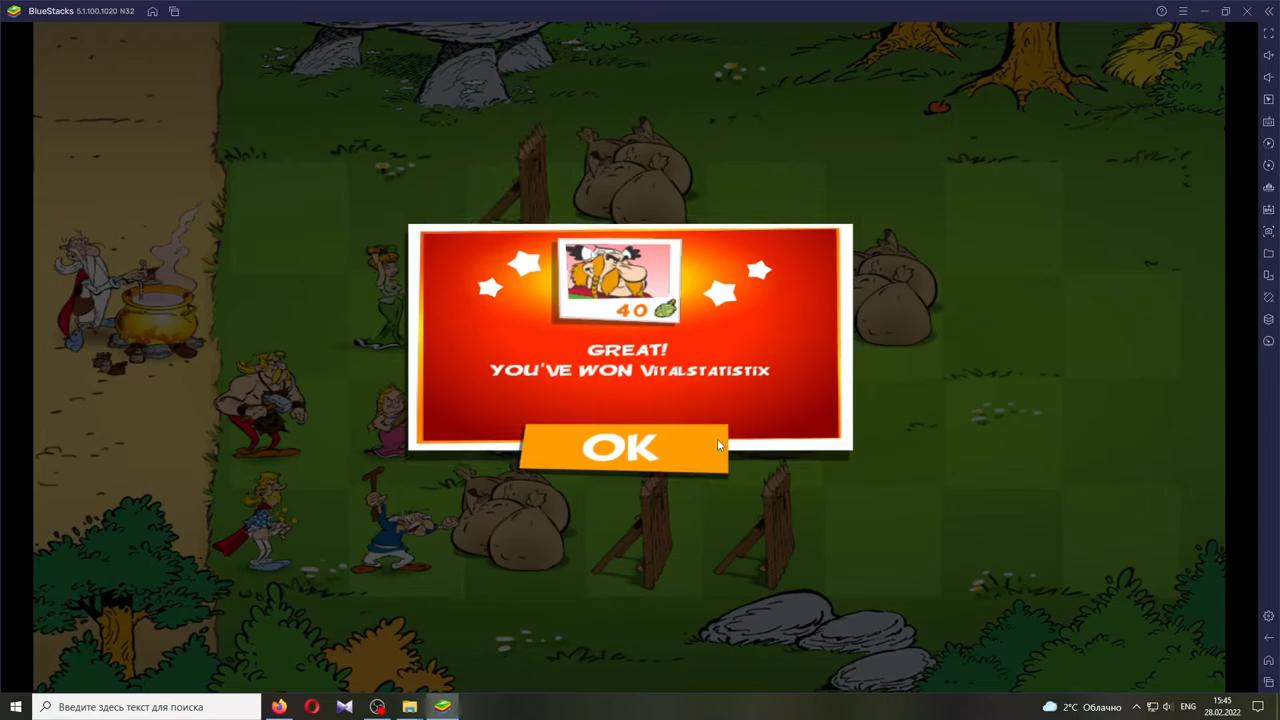 BlueStacks 5.1.100.1020 N32
40
GREAT!
YOU'VE WON VITALSTATISTIX
OK
Введите здесь текст для поиска
2°C Облачно
ENG
15:45
28.02.2022